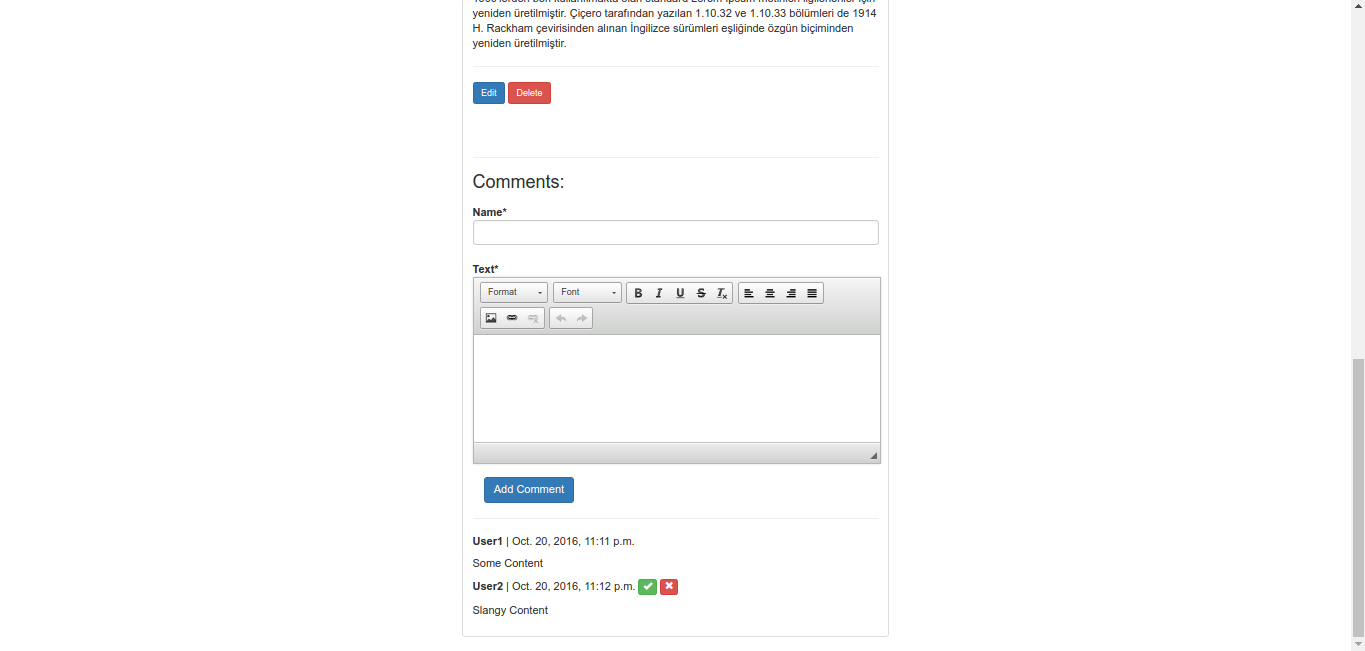 yeniden üretilmiştir. Çiçero tarafından yazılan 1.10.32 ve 1.10.33 bölümleri de 1914
H. Rackham çevirisinden alınan İngilizce sürümleri eşliğinde özgün biçiminden
yeniden üretilmiştir.
Edit Delete
Comments:
Name*
Text*
Format Font B I U S Tx
Add Comment
User1 | Oct. 20, 2016, 11:11 p.m.
Some Content
User2 | Oct. 20, 2016, 11:12 p.m.
Slangy Content